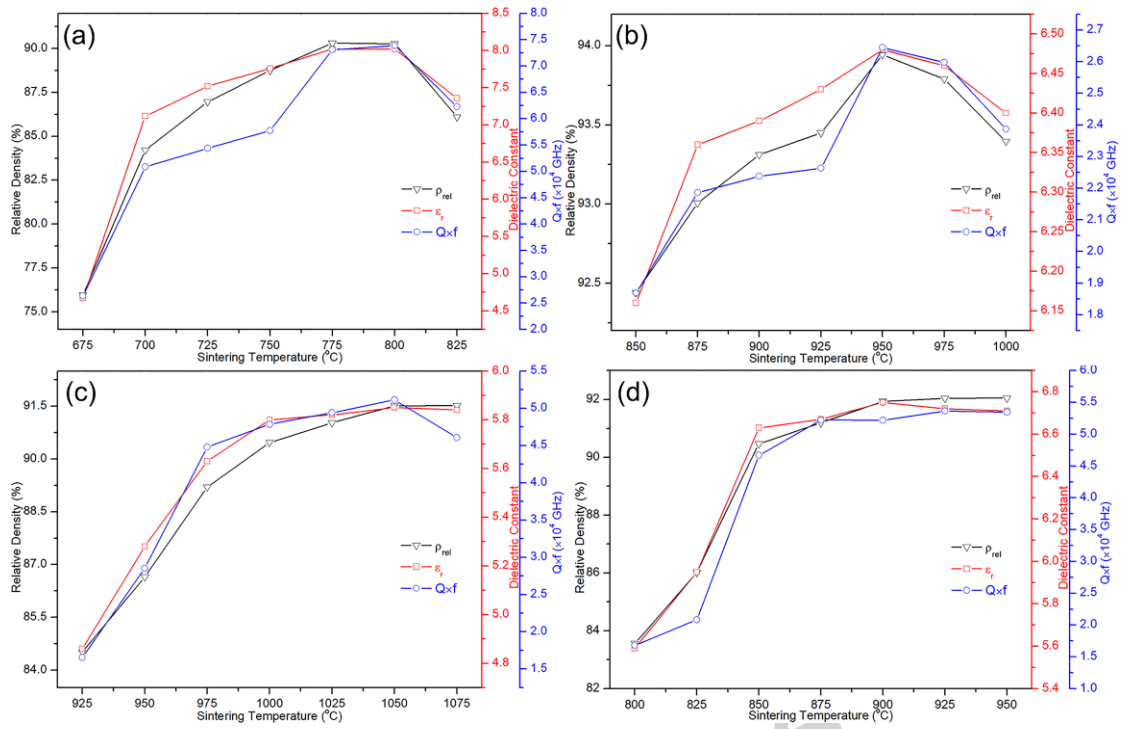 (a)
Relative Density (%)
90.0
87.5
85.0
82.5
80.0
77.5
75.0
675 700 725 750 775 800 825
Sintering Temperature (°C)
ρrel
εr
Q×f
Dielectric Constant
8.5
8.0
7.5
7.0
6.5
6.0
5.5
5.0
4.5
Q×f (×10⁴ GHz)
8.0
7.5
7.0
6.5
6.0
5.5
5.0
4.5
4.0
3.5
3.0
2.5
2.0
(b)
Relative Density (%)
94.0
93.5
93.0
92.5
850 875 900 925 950 975 1000
Sintering Temperature (°C)
ρrel
εr
Q×f
Dielectric Constant
6.50
6.45
6.40
6.35
6.30
6.25
6.20
6.15
Q×f (×10⁴ GHz)
2.7
2.6
2.5
2.4
2.3
2.2
2.1
2.0
1.9
1.8
(c)
Relative Density (%)
91.5
90.0
88.5
87.0
85.5
84.0
925 950 975 1000 1025 1050 1075
Sintering Temperature (°C)
ρrel
εr
Q×f
Dielectric Constant
6.0
5.8
5.6
5.4
5.2
5.0
4.8
Q×f (×10⁴ GHz)
5.5
5.0
4.5
4.0
3.5
3.0
2.5
2.0
1.5
(d)
Relative Density (%)
92
90
88
86
84
82
800 825 850 875 900 925 950
Sintering Temperature (°C)
ρrel
εr
Q×f
Dielectric Constant
6.8
6.6
6.4
6.2
6.0
5.8
5.6
5.4
Q×f (×10⁴ GHz)
6.0
5.5
5.0
4.5
4.0
3.5
3.0
2.5
2.0
1.5
1.0